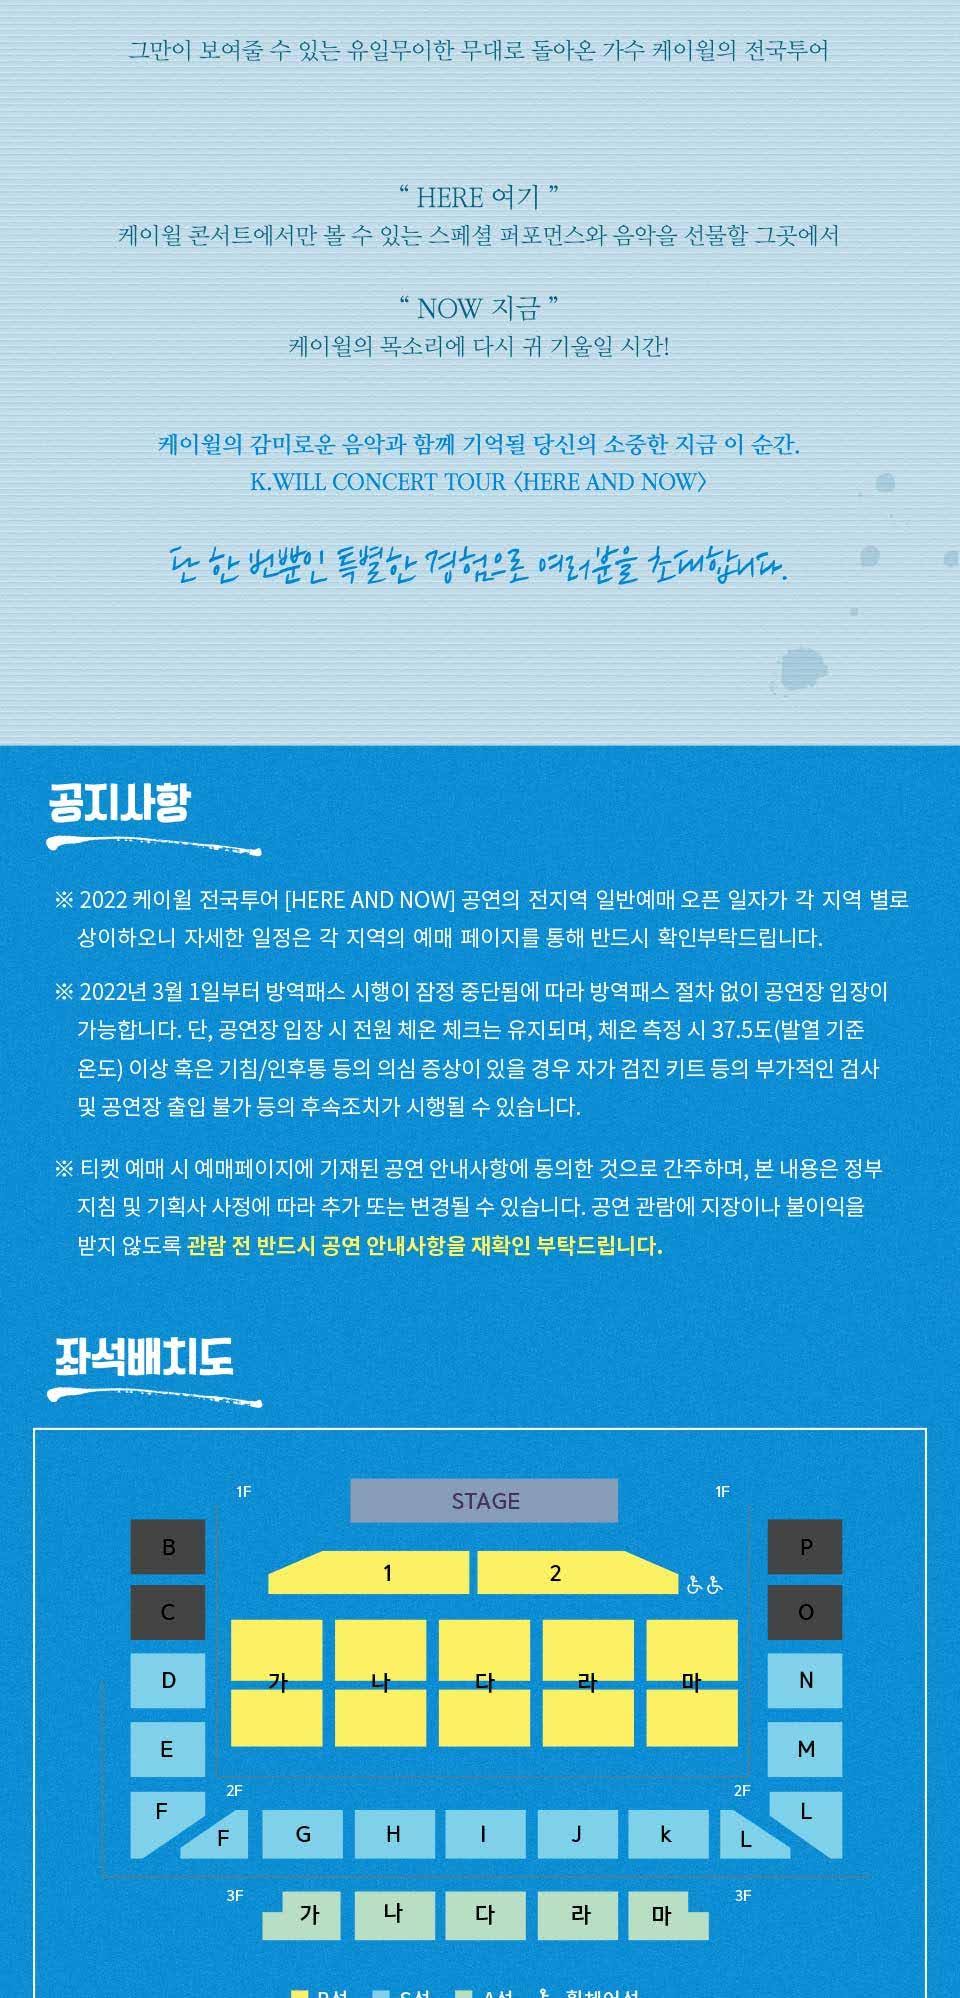 그만이 보여줄 수 있는 유일무이한 무대로 돌아온 가수 케이윌의 전국투어
“ HERE 여기 ”
케이윌 콘서트에서만 볼 수 있는 스페셜 퍼포먼스와 음악을 선물할 그곳에서
“ NOW 지금 ”
케이윌의 목소리에 다시 귀 기울일 시간!
케이윌의 감미로운 음악과 함께 기억될 당신의 소중한 지금 이 순간.
K.WILL CONCERT TOUR 〈HERE AND NOW〉
단 한 번뿐인 특별한 경험으로 여러분을 초대합니다.
공지사항
※ 2022 케이윌 전국투어 [HERE AND NOW] 공연의 전지역 일반예매 오픈 일자가 각 지역 별로
상이하오니 자세한 일정은 각 지역의 예매 페이지를 통해 반드시 확인부탁드립니다.
※ 2022년 3월 1일부터 방역패스 시행이 잠정 중단됨에 따라 방역패스 절차 없이 공연장 입장이
가능합니다. 단, 공연장 입장 시 전원 체온 체크는 유지되며, 체온 측정 시 37.5도(발열 기준
온도) 이상 혹은 기침/인후통 등의 의심 증상이 있을 경우 자가 검진 키트 등의 부가적인 검사
및 공연장 출입 불가 등의 후속조치가 시행될 수 있습니다.
※ 티켓 예매 시 예매페이지에 기재된 공연 안내사항에 동의한 것으로 간주하며, 본 내용은 정부
지침 및 기획사 사정에 따라 추가 또는 변경될 수 있습니다. 공연 관람에 지장이나 불이익을
받지 않도록 관람 전 반드시 공연 안내사항을 재확인 부탁드립니다.
좌석배치도
1F STAGE 1F
B 1 2 P
C O
D 가 나 다 라 마 N
E M
2F 2F
F F G H I J k L L
3F 3F
가 나 다 라 마
R석 S석 A석 휠체어석